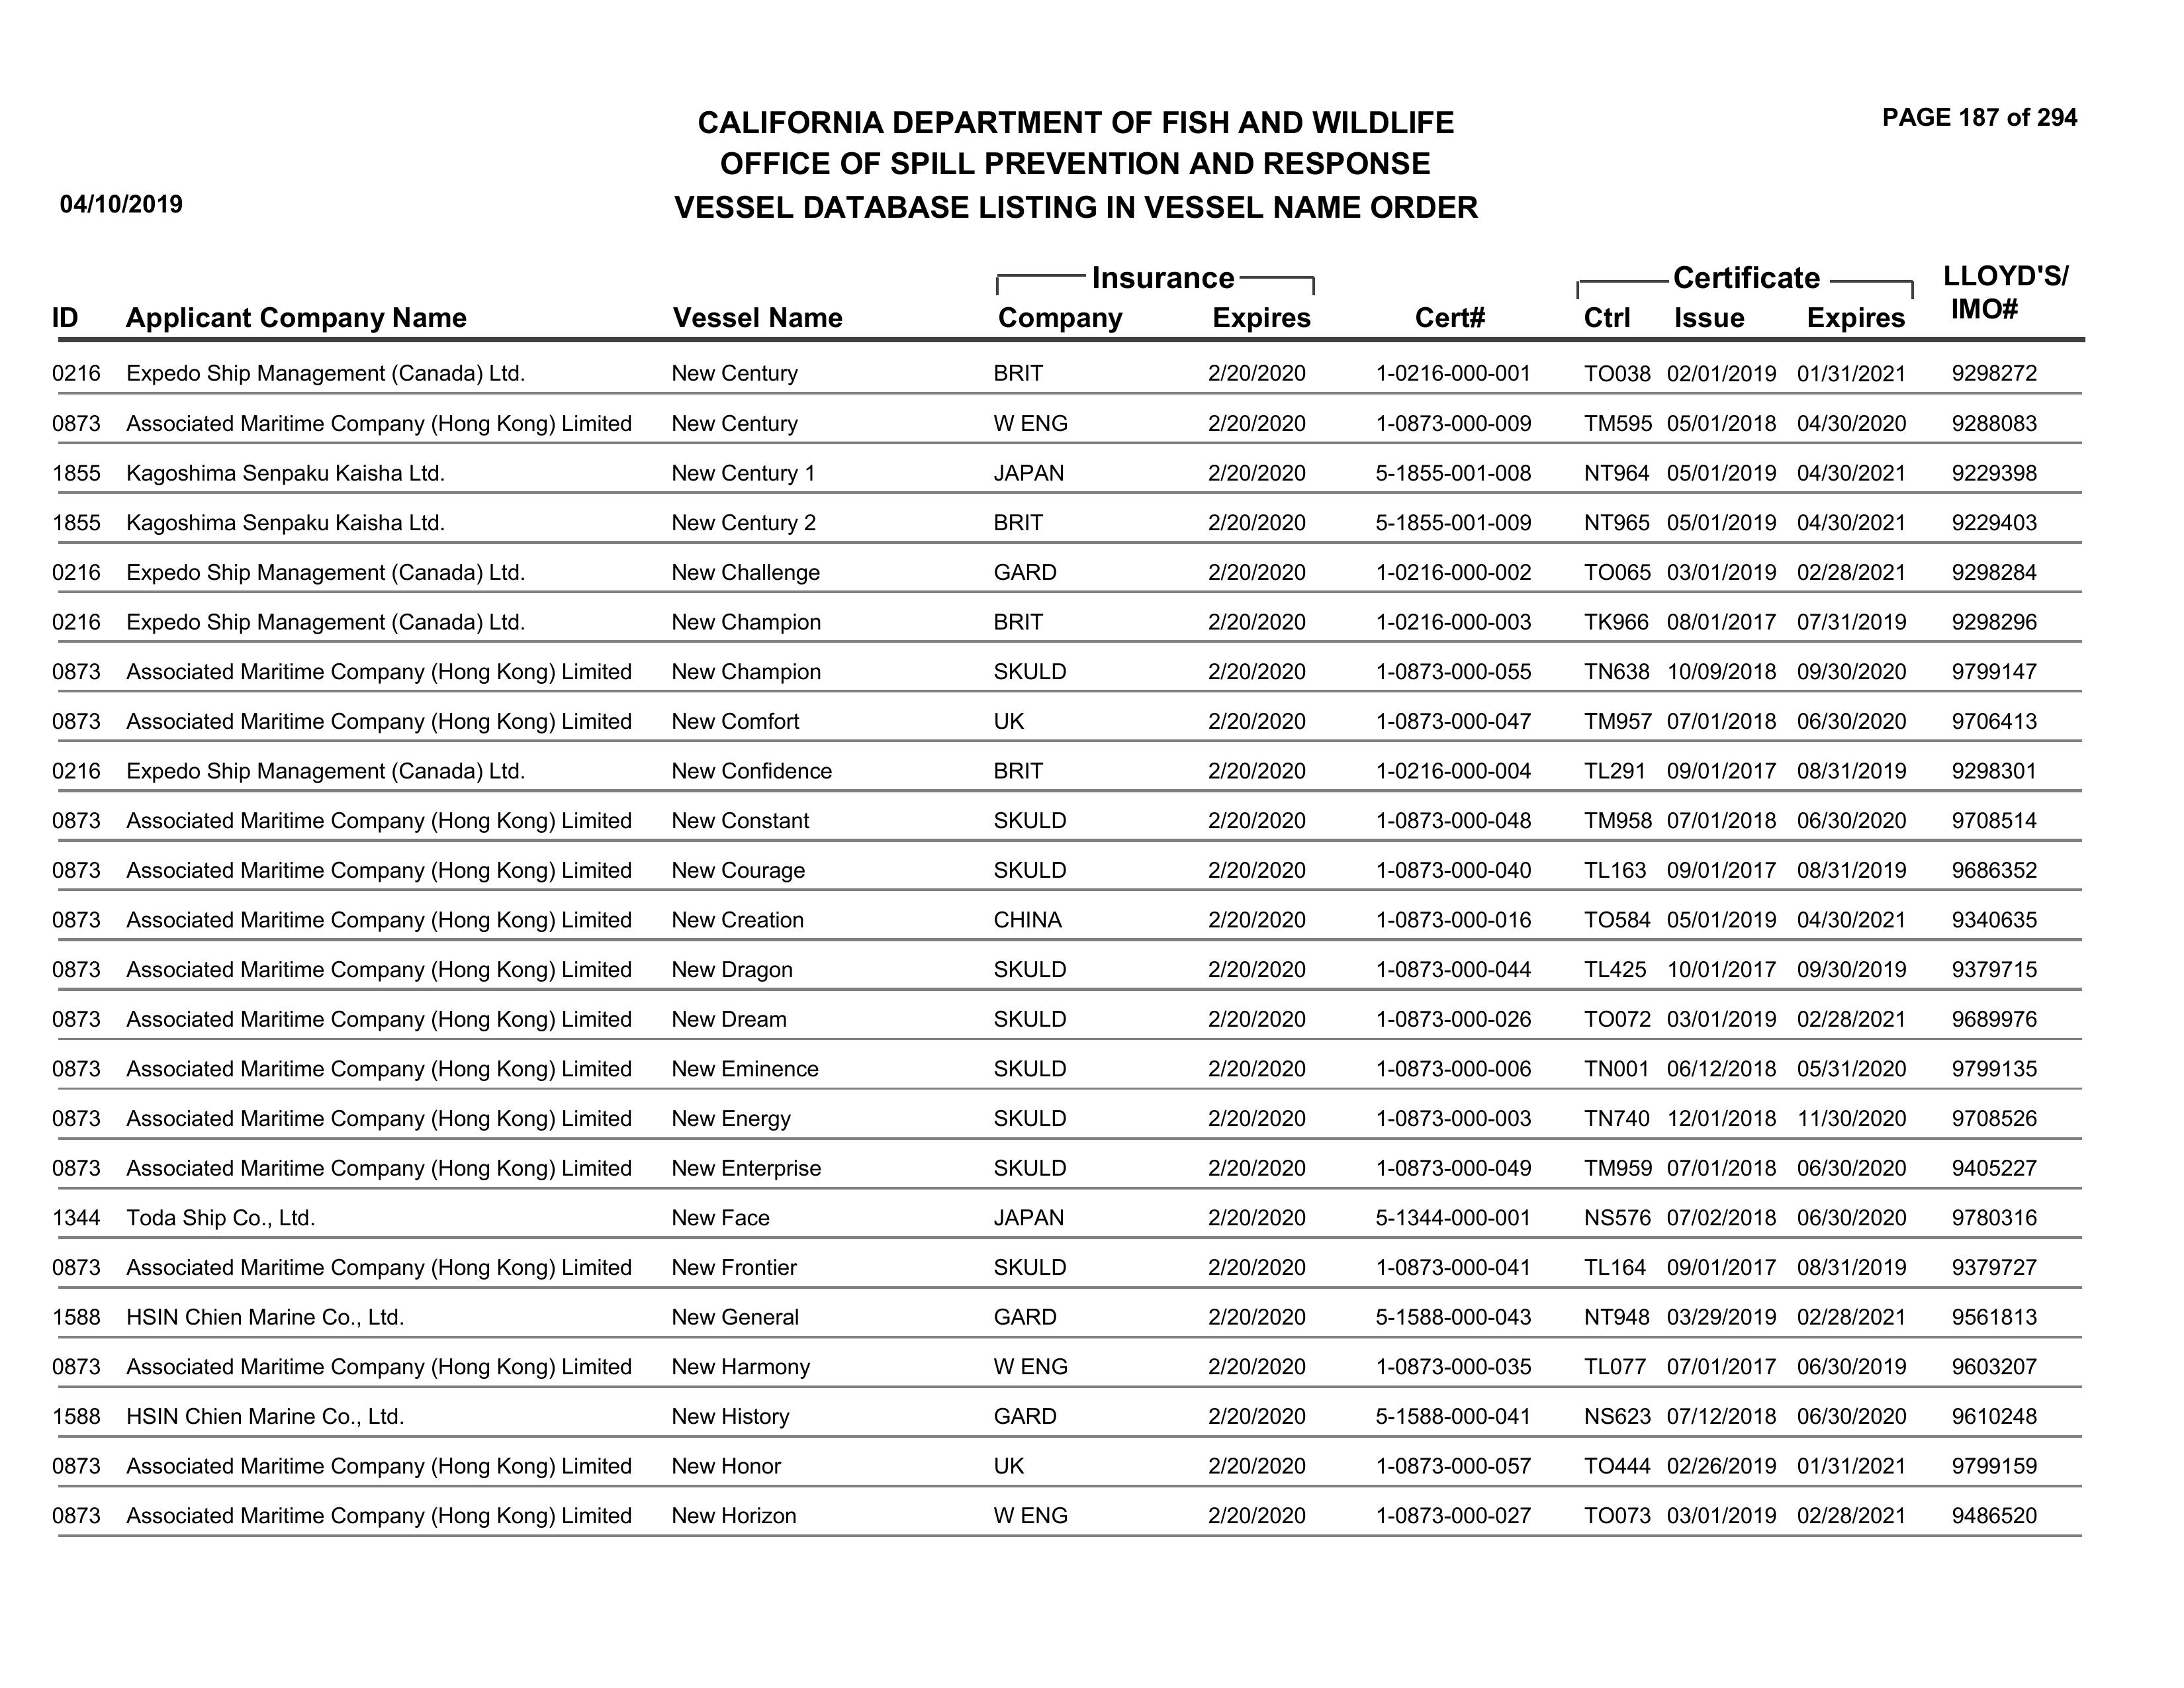 PAGE 187 of 294
CALIFORNIA DEPARTMENT OF FISH AND WILDLIFE
OFFICE OF SPILL PREVENTION AND RESPONSE
04/10/2019 VESSEL DATABASE LISTING IN VESSEL NAME ORDER
Insurance Certificate LLOYD'S/
ID Applicant Company Name Vessel Name Company Expires Cert# Ctrl Issue Expires IMO#
0216 Expedo Ship Management (Canada) Ltd. New Century BRIT 2/20/2020 1-0216-000-001 TO038 02/01/2019 01/31/2021 9298272
0873 Associated Maritime Company (Hong Kong) Limited New Century W ENG 2/20/2020 1-0873-000-009 TM595 05/01/2018 04/30/2020 9288083
1855 Kagoshima Senpaku Kaisha Ltd. New Century 1 JAPAN 2/20/2020 5-1855-001-008 NT964 05/01/2019 04/30/2021 9229398
1855 Kagoshima Senpaku Kaisha Ltd. New Century 2 BRIT 2/20/2020 5-1855-001-009 NT965 05/01/2019 04/30/2021 9229403
0216 Expedo Ship Management (Canada) Ltd. New Challenge GARD 2/20/2020 1-0216-000-002 TO065 03/01/2019 02/28/2021 9298284
0216 Expedo Ship Management (Canada) Ltd. New Champion BRIT 2/20/2020 1-0216-000-003 TK966 08/01/2017 07/31/2019 9298296
0873 Associated Maritime Company (Hong Kong) Limited New Champion SKULD 2/20/2020 1-0873-000-055 TN638 10/09/2018 09/30/2020 9799147
0873 Associated Maritime Company (Hong Kong) Limited New Comfort UK 2/20/2020 1-0873-000-047 TM957 07/01/2018 06/30/2020 9706413
0216 Expedo Ship Management (Canada) Ltd. New Confidence BRIT 2/20/2020 1-0216-000-004 TL291 09/01/2017 08/31/2019 9298301
0873 Associated Maritime Company (Hong Kong) Limited New Constant SKULD 2/20/2020 1-0873-000-048 TM958 07/01/2018 06/30/2020 9708514
0873 Associated Maritime Company (Hong Kong) Limited New Courage SKULD 2/20/2020 1-0873-000-040 TL163 09/01/2017 08/31/2019 9686352
0873 Associated Maritime Company (Hong Kong) Limited New Creation CHINA 2/20/2020 1-0873-000-016 TO584 05/01/2019 04/30/2021 9340635
0873 Associated Maritime Company (Hong Kong) Limited New Dragon SKULD 2/20/2020 1-0873-000-044 TL425 10/01/2017 09/30/2019 9379715
0873 Associated Maritime Company (Hong Kong) Limited New Dream SKULD 2/20/2020 1-0873-000-026 TO072 03/01/2019 02/28/2021 9689976
0873 Associated Maritime Company (Hong Kong) Limited New Eminence SKULD 2/20/2020 1-0873-000-006 TN001 06/12/2018 05/31/2020 9799135
0873 Associated Maritime Company (Hong Kong) Limited New Energy SKULD 2/20/2020 1-0873-000-003 TN740 12/01/2018 11/30/2020 9708526
0873 Associated Maritime Company (Hong Kong) Limited New Enterprise SKULD 2/20/2020 1-0873-000-049 TM959 07/01/2018 06/30/2020 9405227
1344 Toda Ship Co., Ltd. New Face JAPAN 2/20/2020 5-1344-000-001 NS576 07/02/2018 06/30/2020 9780316
0873 Associated Maritime Company (Hong Kong) Limited New Frontier SKULD 2/20/2020 1-0873-000-041 TL164 09/01/2017 08/31/2019 9379727
1588 HSIN Chien Marine Co., Ltd. New General GARD 2/20/2020 5-1588-000-043 NT948 03/29/2019 02/28/2021 9561813
0873 Associated Maritime Company (Hong Kong) Limited New Harmony W ENG 2/20/2020 1-0873-000-035 TL077 07/01/2017 06/30/2019 9603207
1588 HSIN Chien Marine Co., Ltd. New History GARD 2/20/2020 5-1588-000-041 NS623 07/12/2018 06/30/2020 9610248
0873 Associated Maritime Company (Hong Kong) Limited New Honor UK 2/20/2020 1-0873-000-057 TO444 02/26/2019 01/31/2021 9799159
0873 Associated Maritime Company (Hong Kong) Limited New Horizon W ENG 2/20/2020 1-0873-000-027 TO073 03/01/2019 02/28/2021 9486520